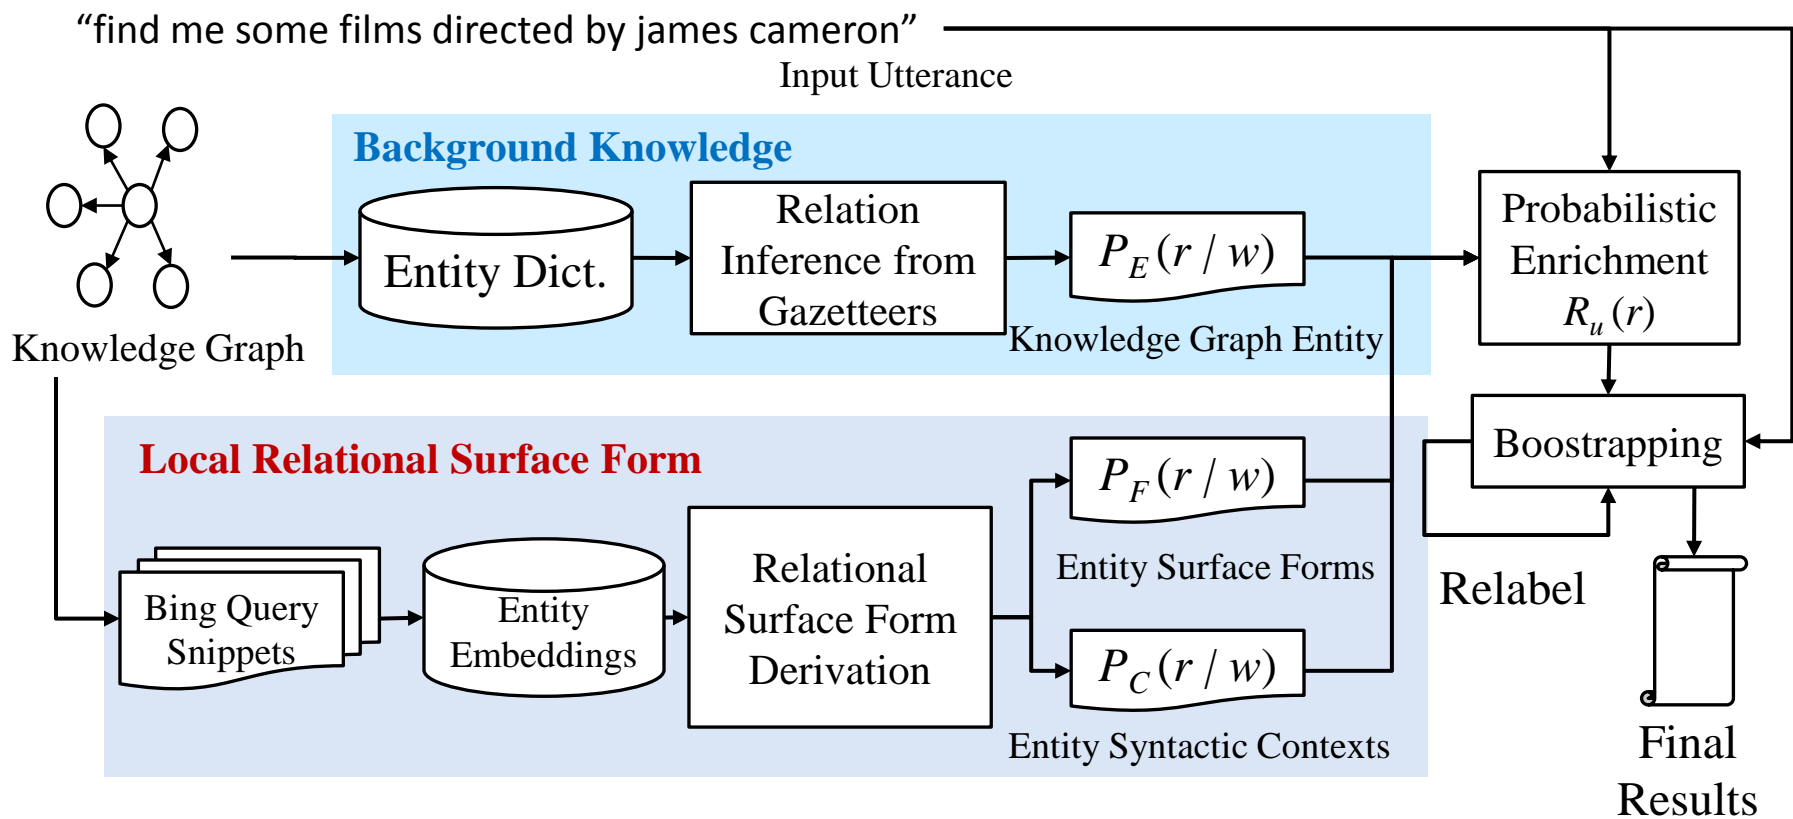 “find me some films directed by james cameron”
Input Utterance
Background Knowledge
Entity Dict.
Relation
Inference from
Gazetteers
P_E(r / w)
Knowledge Graph Entity
Probabilistic
Enrichment
R_u(r)
Knowledge Graph
Local Relational Surface Form
Bing Query
Snippets
Entity
Embeddings
Relational
Surface Form
Derivation
P_F(r / w)
Entity Surface Forms
P_C(r / w)
Entity Syntactic Contexts
Boostrapping
Relabel
Final
Results